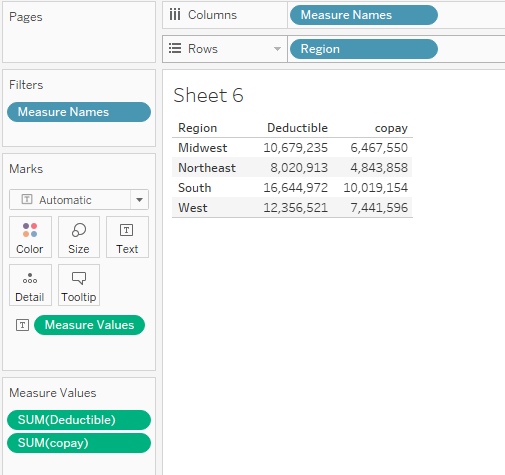 Pages
Columns Measure Names
Rows Region
Filters
Measure Names
Marks
Automatic
Color Size Text
Detail Tooltip
Measure Values
Measure Values
SUM(Deductible)
SUM(copay)
Sheet 6
Region Deductible copay
Midwest 10,679,235 6,467,550
Northeast 8,020,913 4,843,858
South 16,644,972 10,019,154
West 12,356,521 7,441,596